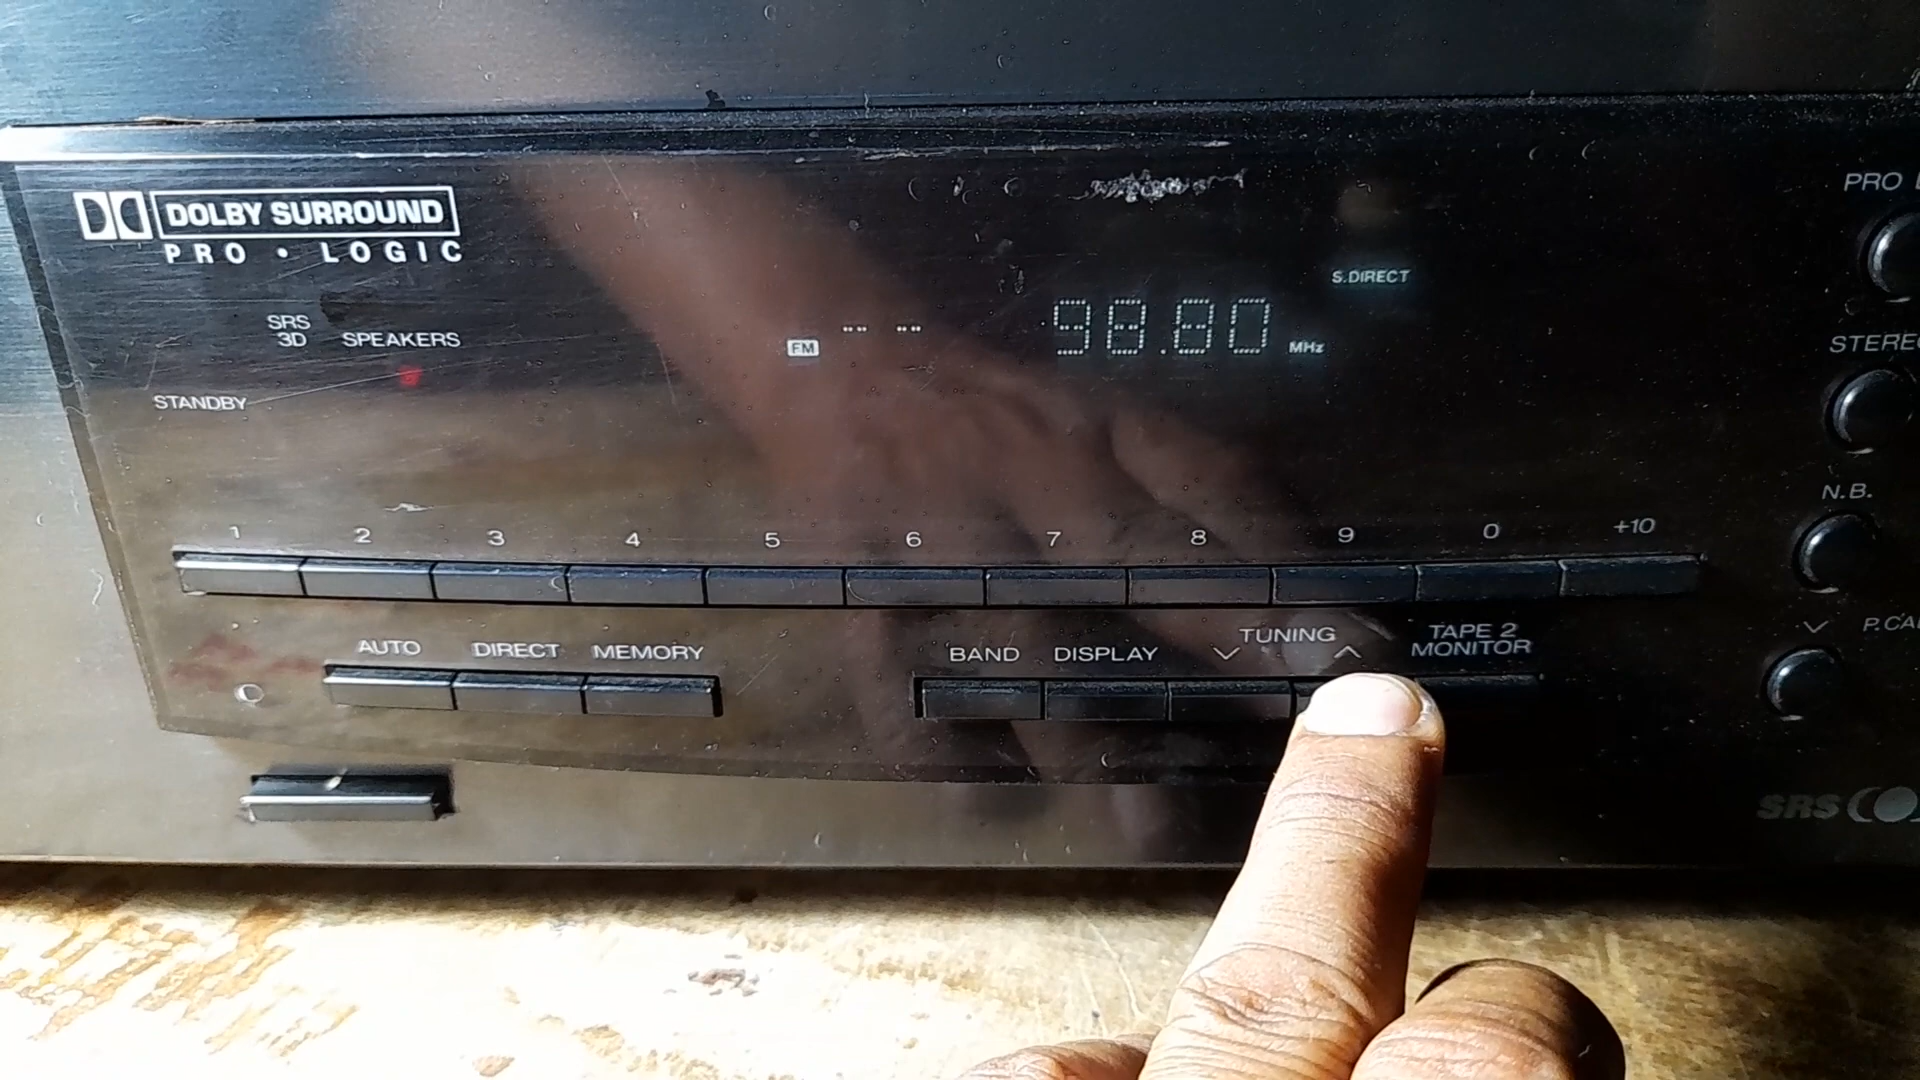 DOLBY SURROUND
PRO • LOGIC
SRS
3D
SPEAKERS
STANDBY
FM
-- --
98.80
MHz
S.DIRECT
PRO
STEREO
N.B.
P.CAL
1 2 3 4 5 6 7 8 9 0 +10
AUTO DIRECT MEMORY
BAND DISPLAY TUNING
TAPE 2
MONITOR
SRS